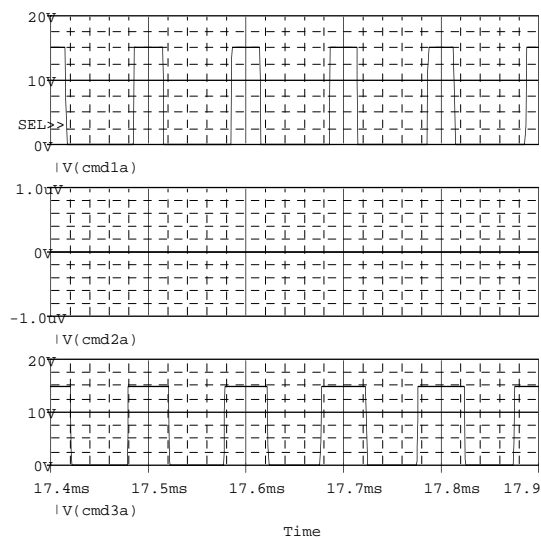 20V
10V
SEL>>
0V
V(cmd1a)
1.0uV
0V
-1.0uV
V(cmd2a)
20V
10V
0V
17.4ms 17.5ms 17.6ms 17.7ms 17.8ms 17.9
V(cmd3a)
Time